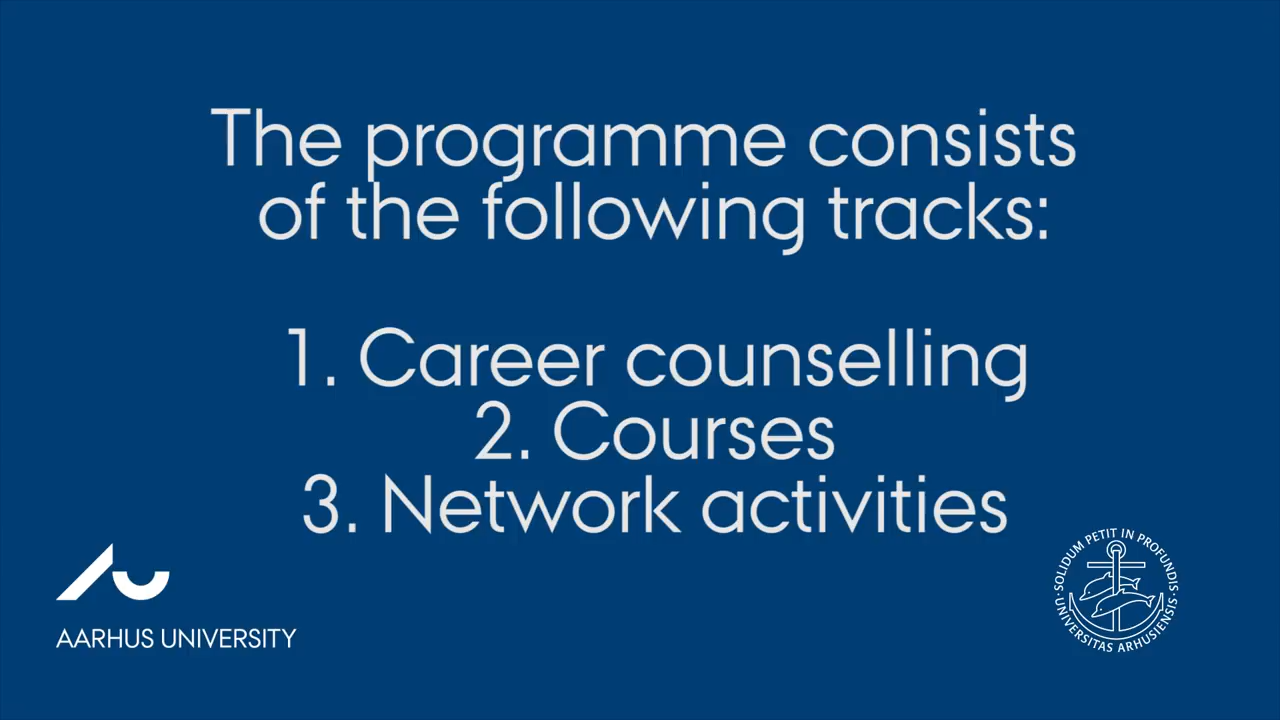 The programme consists
of the following tracks:
1. Career counselling
2. Courses
3. Network activities
AARHUS UNIVERSITY
SOLIDUM PETIT IN PROFUNDIS
UNIVERSITAS ARHUSIENSIS